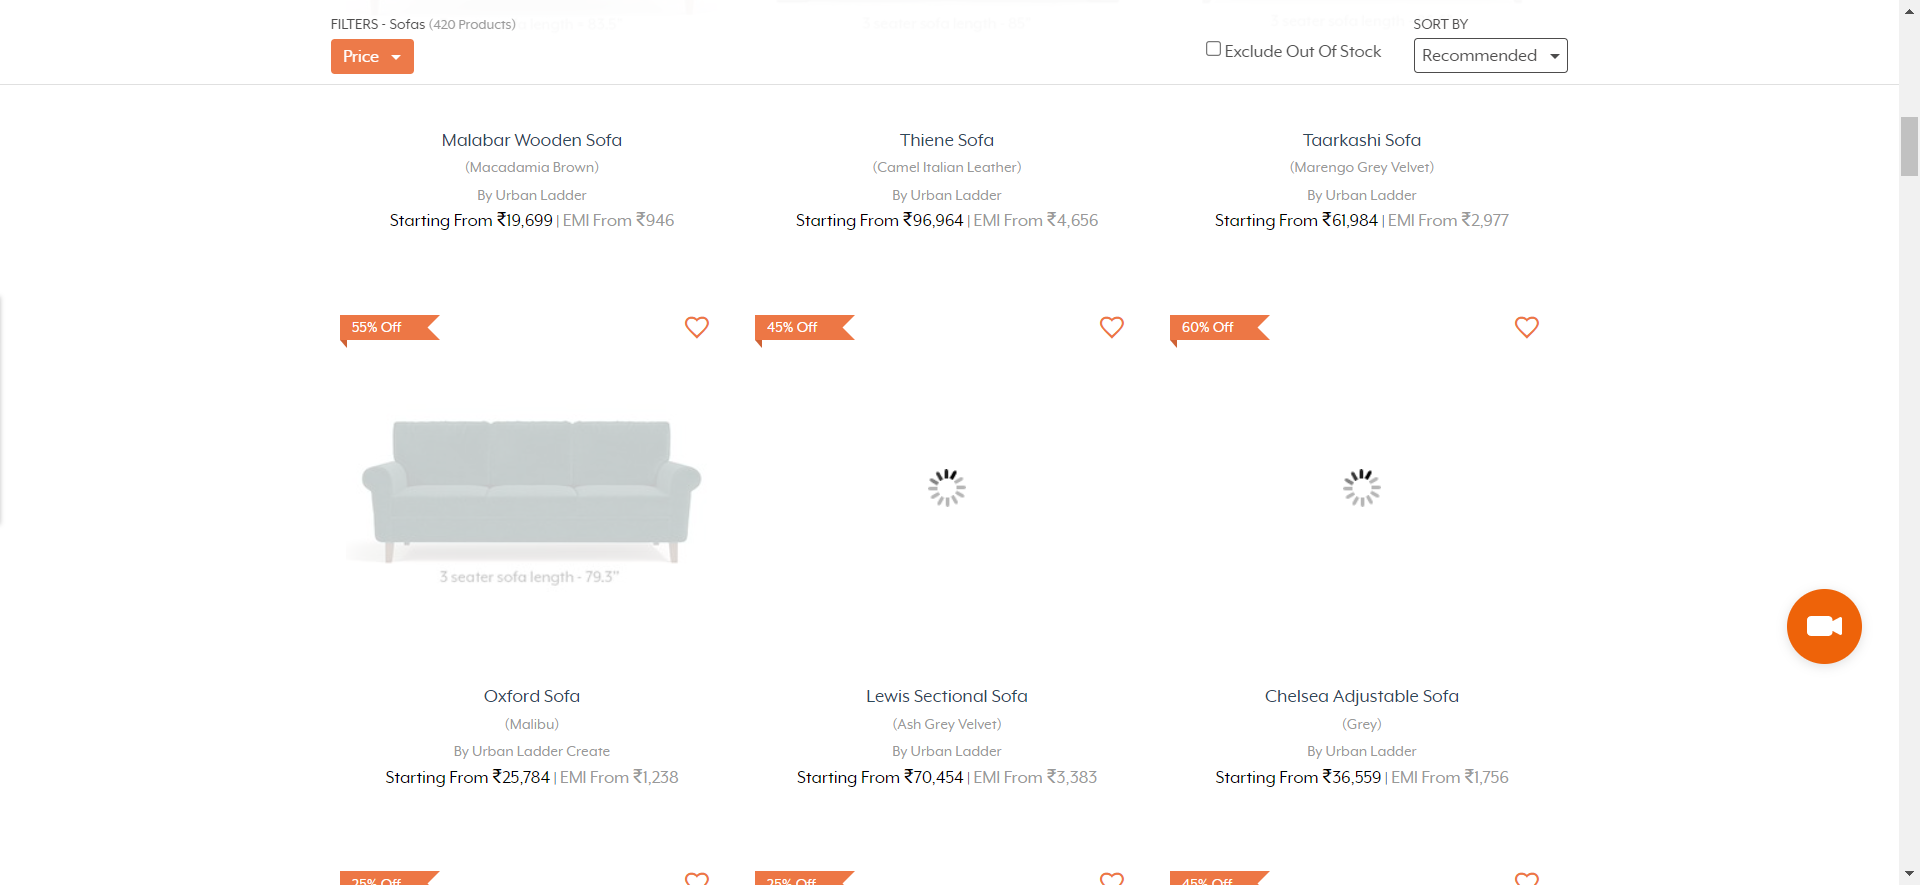 FILTERS - Sofas (420 Products)
Price
Exclude Out Of Stock
SORT BY
Recommended
Malabar Wooden Sofa
(Macadamia Brown)
By Urban Ladder
Starting From ₹19,699 | EMI From ₹946
Thiene Sofa
(Camel Italian Leather)
By Urban Ladder
Starting From ₹96,964 | EMI From ₹4,656
Taarkashi Sofa
(Marengo Grey Velvet)
By Urban Ladder
Starting From ₹61,984 | EMI From ₹2,977
55% Off
45% Off
60% Off
3 seater sofa length - 79.3"
Oxford Sofa
(Malibu)
By Urban Ladder Create
Starting From ₹25,784 | EMI From ₹1,238
Lewis Sectional Sofa
(Ash Grey Velvet)
By Urban Ladder
Starting From ₹70,454 | EMI From ₹3,383
Chelsea Adjustable Sofa
(Grey)
By Urban Ladder
Starting From ₹36,559 | EMI From ₹1,756
25% Off
25% Off
45% Off